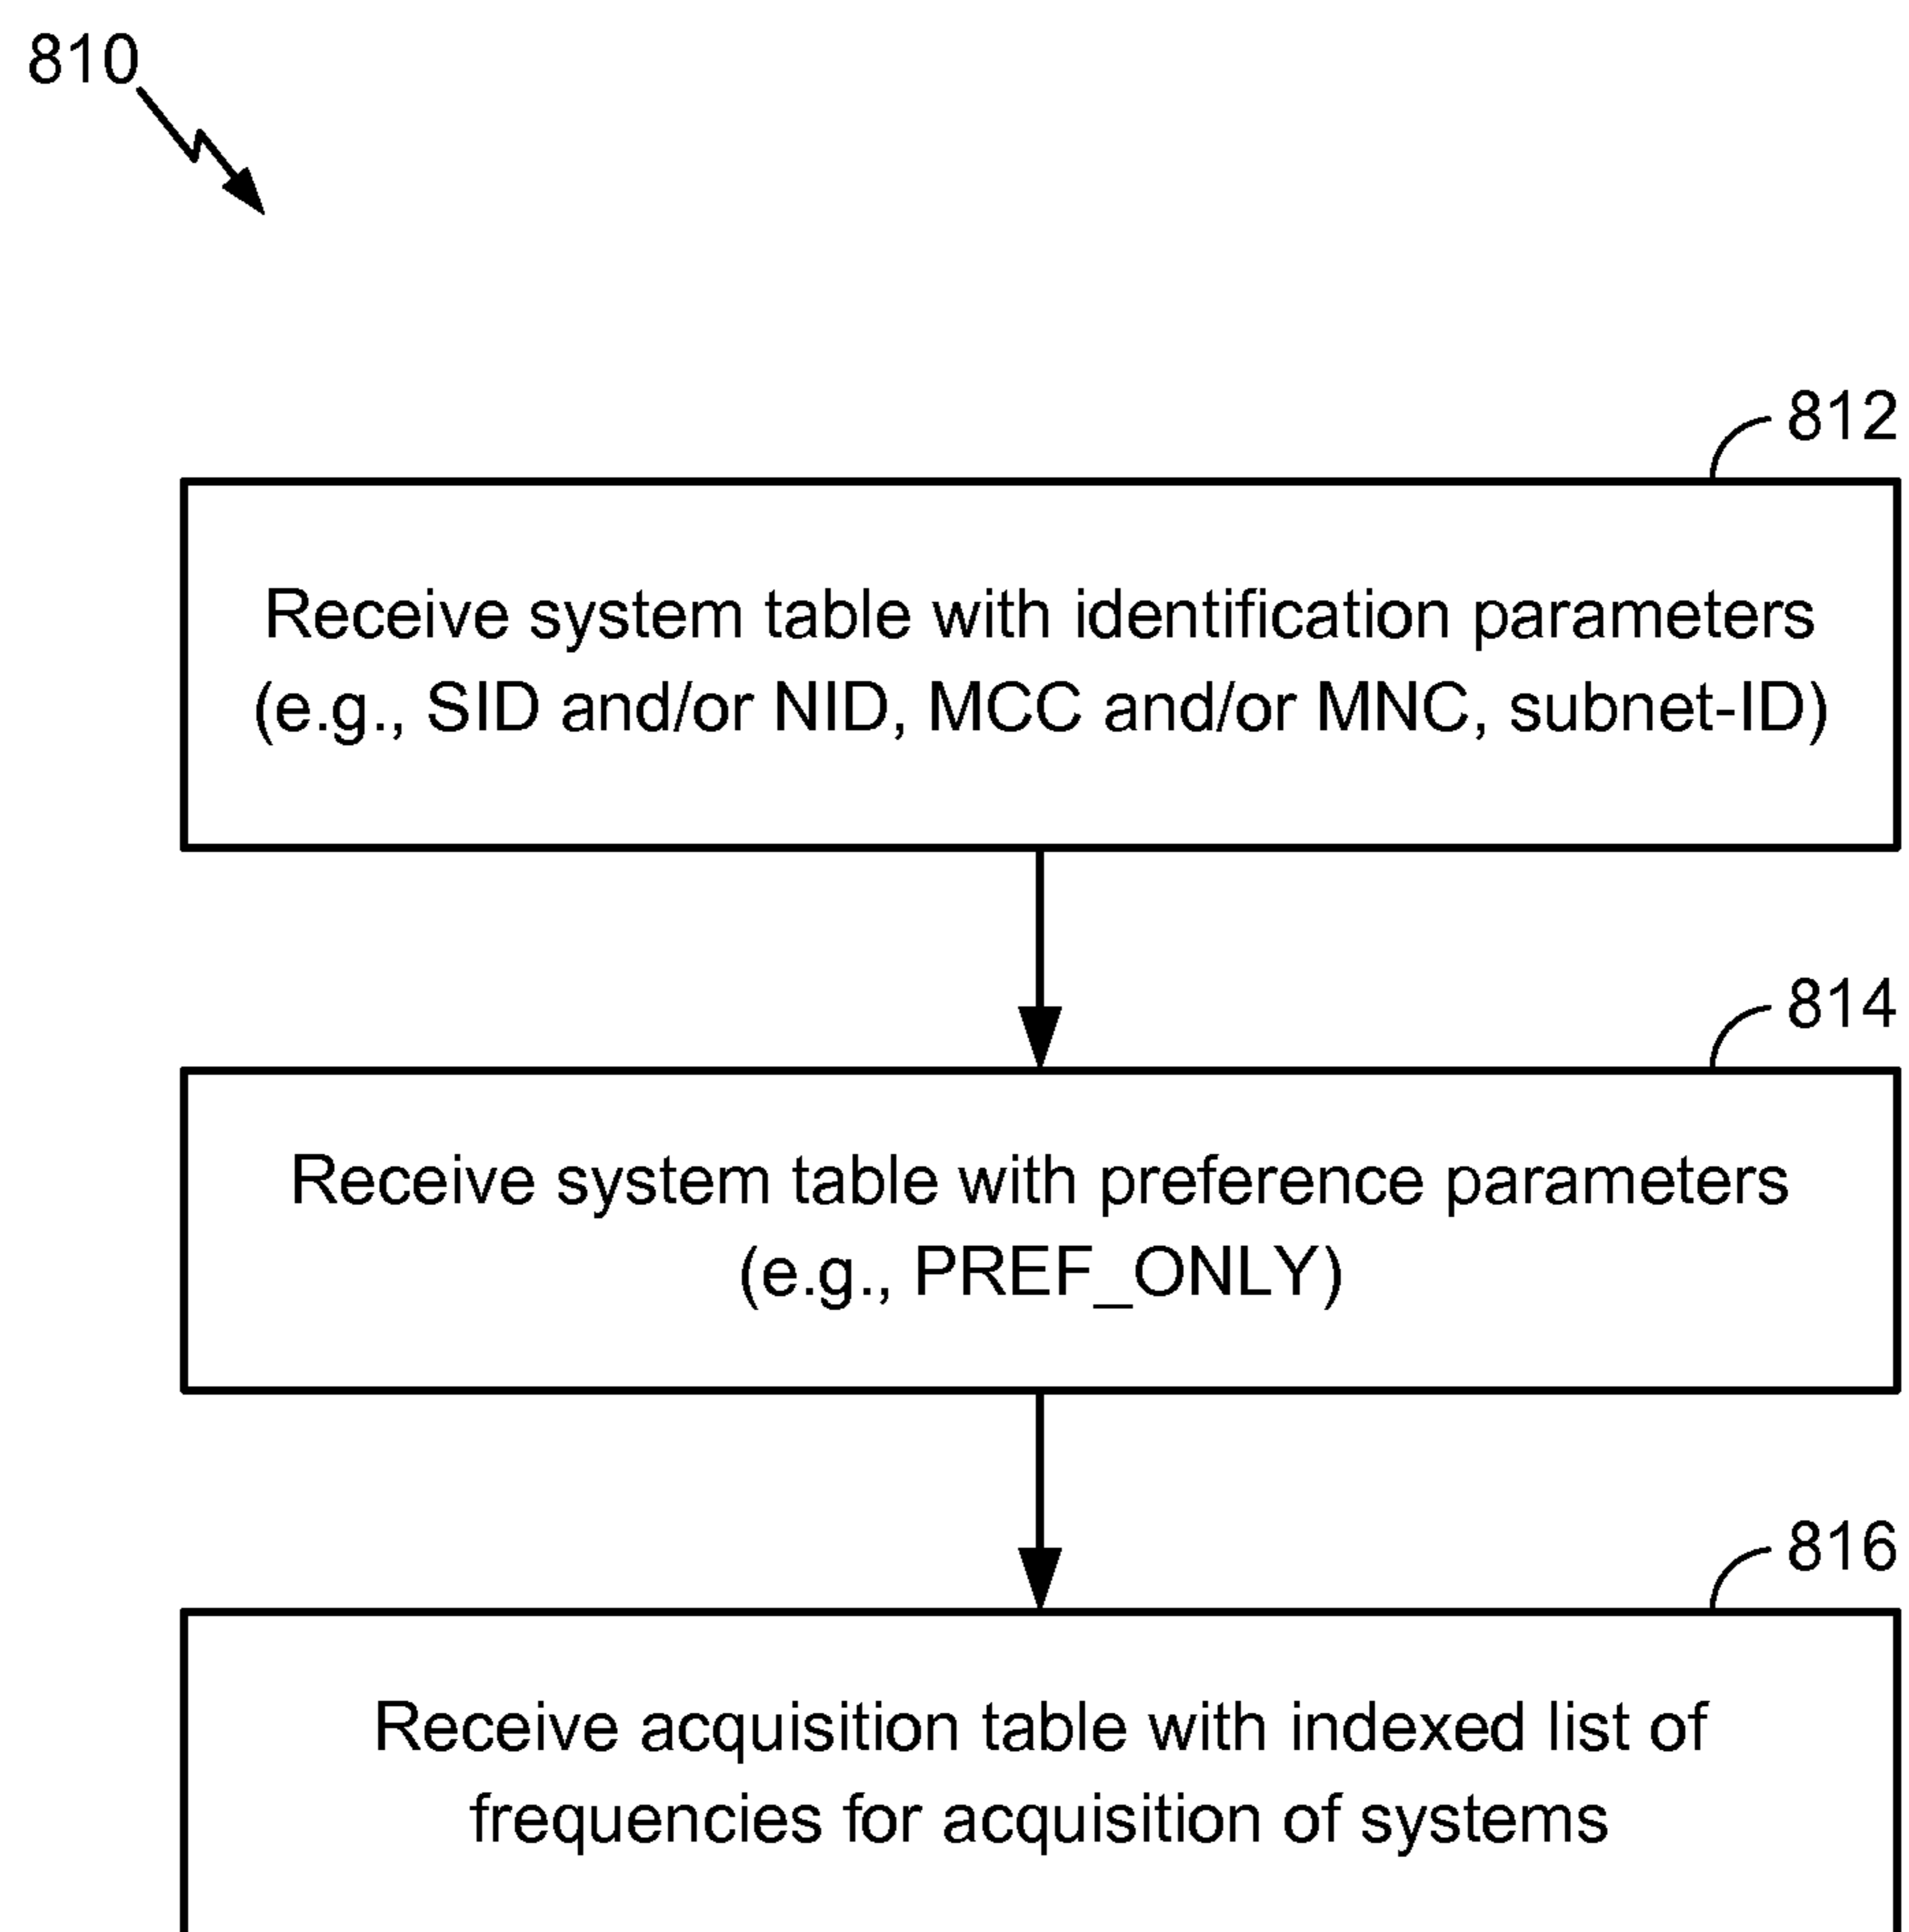 810
812
Receive system table with identification parameters
(e.g., SID and/or NID, MCC and/or MNC, subnet-ID)
814
Receive system table with preference parameters
(e.g., PREF_ONLY)
816
Receive acquisition table with indexed list of
frequencies for acquisition of systems